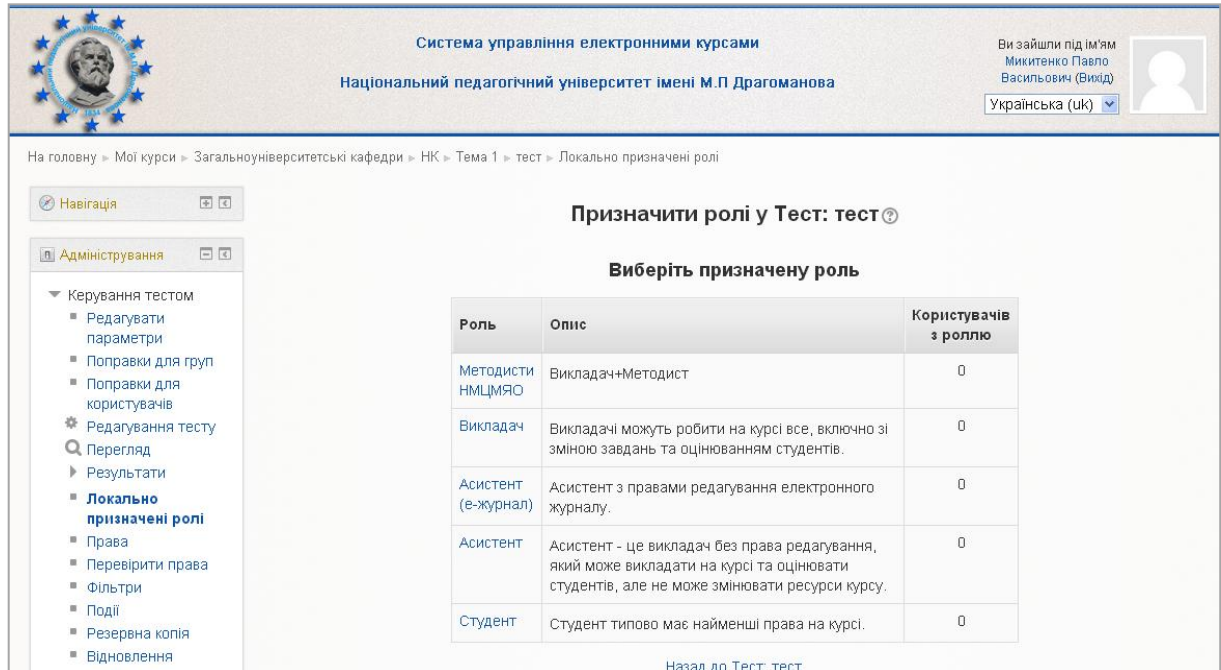 Система управління електронними курсами
Національний педагогічний університет імені М.П Драгоманова
Ви зайшли під ім'ям
Микитенко Павло
Васильович (Вихід)
Українська (uk)
На головну ▶ Мої курси ▶ Загальноуніверситетські кафедри ▶ НК ▶ Тема 1 ▶ тест ▶ Локально призначені ролі
Навігація
Адміністрування
Керування тестом
Редагувати
параметри
Поправки для груп
Поправки для
користувачів
Редагування тесту
Перегляд
Результати
Локально
призначені ролі
Права
Перевірити права
Фільтри
Події
Резервна копія
Відновлення
Призначити ролі у Тест: тест
Виберіть призначену роль
Роль Опис Користувачів
з роллю
Методисти
НМЦМЯО Викладач+Методист 0
Викладач Викладачі можуть робити на курсі все, включно зі 0
зміною завдань та оцінюванням студентів.
Асистент Асистент з правами редагування електронного 0
(е-журнал) журналу.
Асистент Асистент - це викладач без права редагування, 0
який може викладати на курсі та оцінювати
студентів, але не може змінювати ресурси курсу.
Студент Студент типово має найменші права на курсі. 0
Назад до Тест: тест